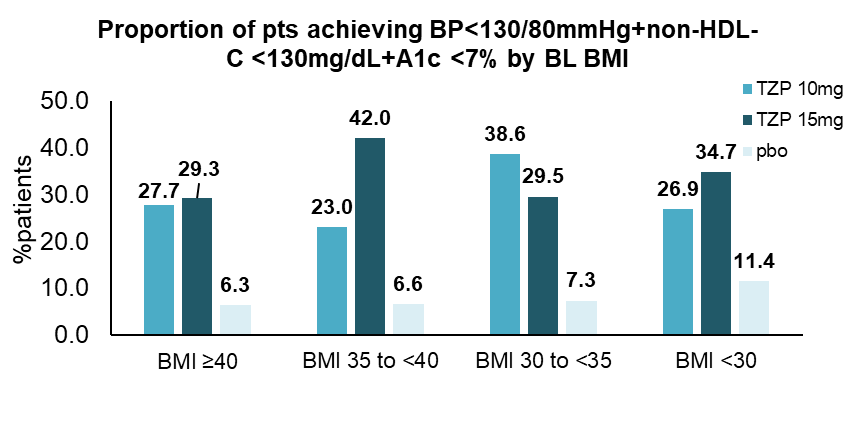 Proportion of pts achieving BP<130/80mmHg+non-HDL-
C <130mg/dL+A1c <7% by BL BMI
TZP 10mg
TZP 15mg
pbo
%patients
50.0
40.0
30.0
20.0
10.0
0.0
27.7
29.3
6.3
23.0
42.0
6.6
38.6
29.5
7.3
26.9
34.7
11.4
BMI ≥40
BMI 35 to <40
BMI 30 to <35
BMI <30